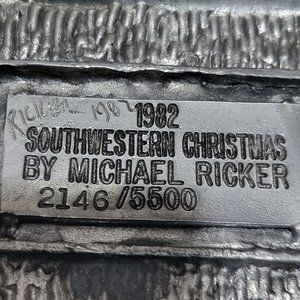 RICKER 1982
1982
SOUTHWESTERN CHRISTMAS
BY MICHAEL RICKER
2146/5500